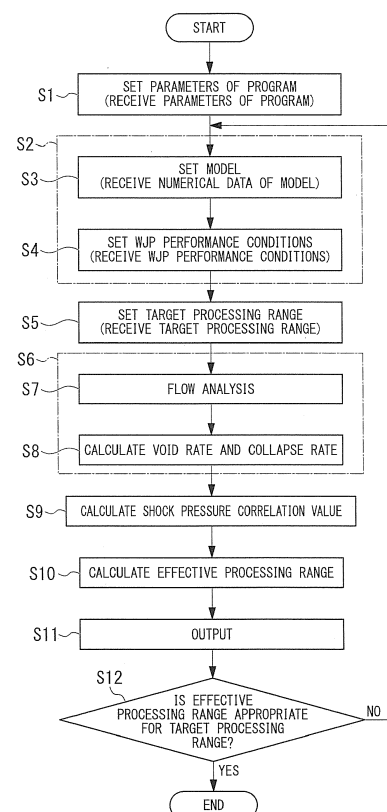 START
S1
SET PARAMETERS OF PROGRAM
(RECEIVE PARAMETERS OF PROGRAM)
S2
S3
SET MODEL
(RECEIVE NUMERICAL DATA OF MODEL)
S4
SET WJP PERFORMANCE CONDITIONS
(RECEIVE WJP PERFORMANCE CONDITIONS)
S5
SET TARGET PROCESSING RANGE
(RECEIVE TARGET PROCESSING RANGE)
S6
S7
FLOW ANALYSIS
S8
CALCULATE VOID RATE AND COLLAPSE RATE
S9
CALCULATE SHOCK PRESSURE CORRELATION VALUE
S10
CALCULATE EFFECTIVE PROCESSING RANGE
S11
OUTPUT
S12
IS EFFECTIVE
PROCESSING RANGE APPROPRIATE
FOR TARGET PROCESSING
RANGE?
NO
YES
END